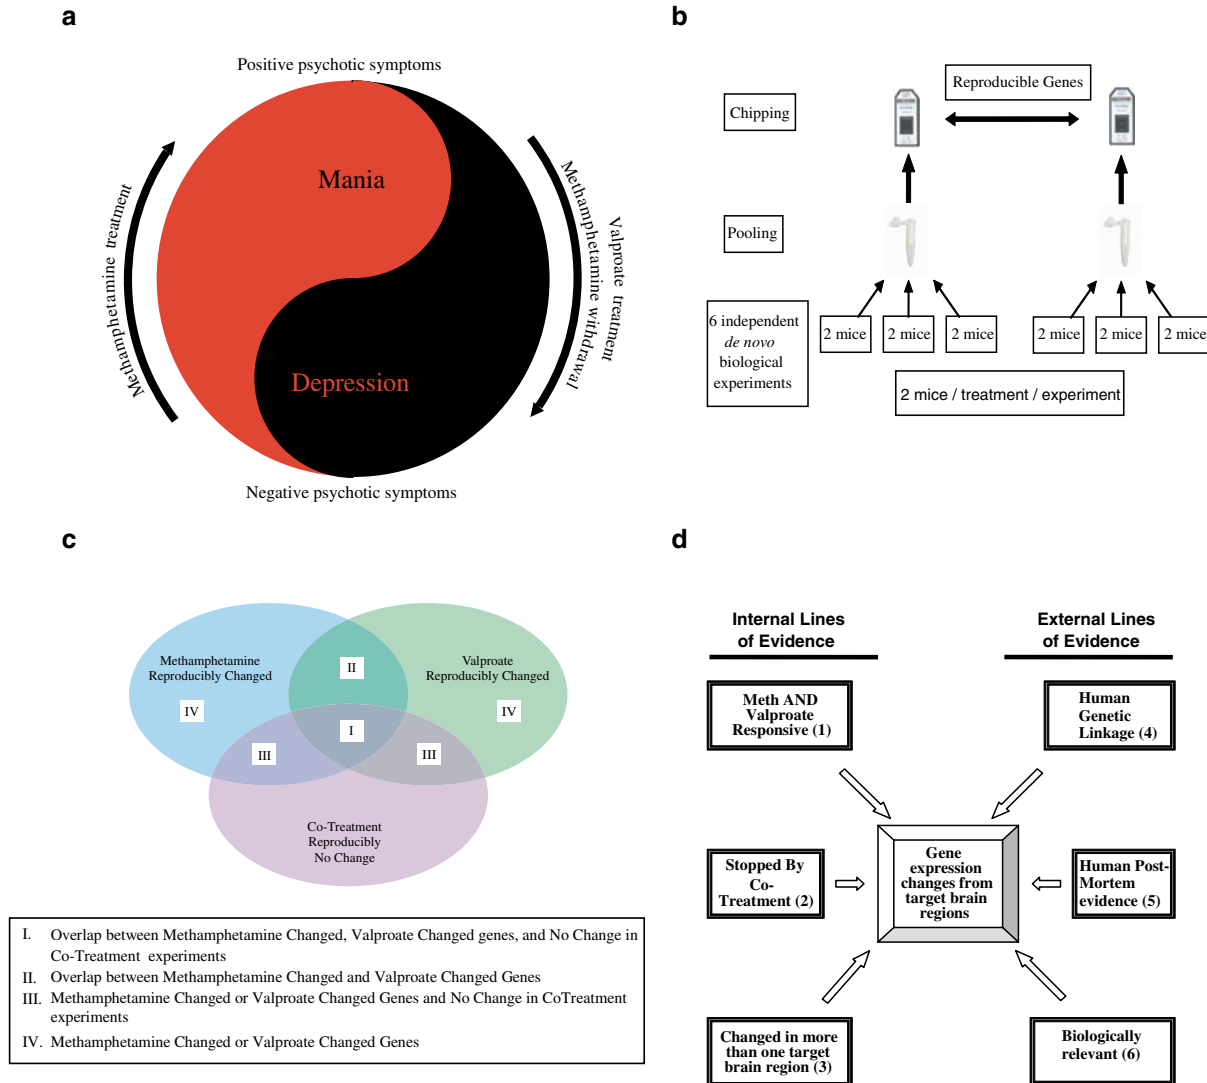 a
Positive psychotic symptoms
Mania
Depression
Methamphetamine treatment
Valproate treatment
Methamphetamine withdrawal
Negative psychotic symptoms
b
Reproducible Genes
Chipping
Pooling
6 independent
de novo
biological
experiments
2 mice
2 mice
2 mice
2 mice
2 mice
2 mice
2 mice / treatment / experiment
c
Methamphetamine
Reproducibly Changed
Valproate
Reproducibly Changed
II
IV
IV
I
III
III
Co-Treatment
Reproducibly
No Change
I. Overlap between Methamphetamine Changed, Valproate Changed genes, and No Change in
Co-Treatment experiments
II. Overlap between Methamphetamine Changed and Valproate Changed Genes
III. Methamphetamine Changed or Valproate Changed Genes and No Change in CoTreatment
experiments
IV. Methamphetamine Changed or Valproate Changed Genes
d
Internal Lines
of Evidence
External Lines
of Evidence
Meth AND
Valproate
Responsive (1)
Human
Genetic
Linkage (4)
Stopped By
Co-
Treatment (2)
Gene
expression
changes from
target brain
regions
Human Post-
Mortem
evidence (5)
Changed in more
than one target
brain region (3)
Biologically
relevant (6)